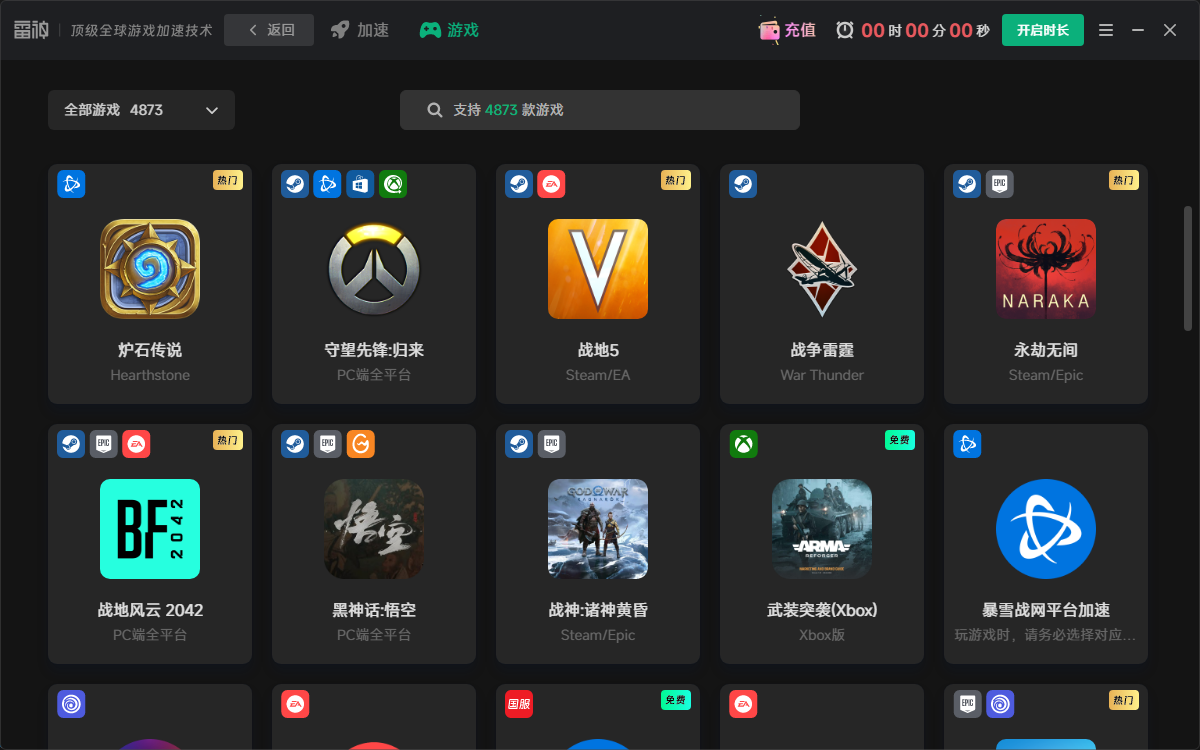 雷神 顶级全球游戏加速技术 返回 加速 游戏 充值 00时00分00秒 开启时长
全部游戏 4873 支持 4873 款游戏
热门 热门 EPIC 热门
NARAKA
炉石传说 守望先锋:归来 战地5 战争雷霆 永劫无间
Hearthstone PC端全平台 Steam/EA War Thunder Steam/Epic
EPIC 热门 EPIC EPIC 免费
BF 2042 悟空 GOD OF WAR RAGNARÖK ARMA REFORGER
战地风云 2042 黑神话:悟空 战神:诸神黄昏 武装突袭(Xbox) 暴雪战网平台加速
PC端全平台 PC端全平台 Steam/Epic Xbox版 玩游戏时，请务必选择对应...
国服 免费 EPIC 热门